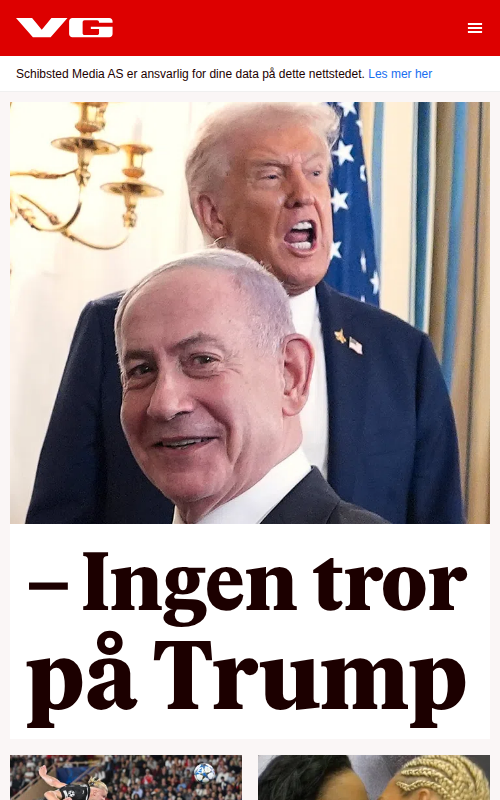 VG
Schibsted Media AS er ansvarlig for dine data på dette nettstedet. Les mer her
– Ingen tror
på Trump